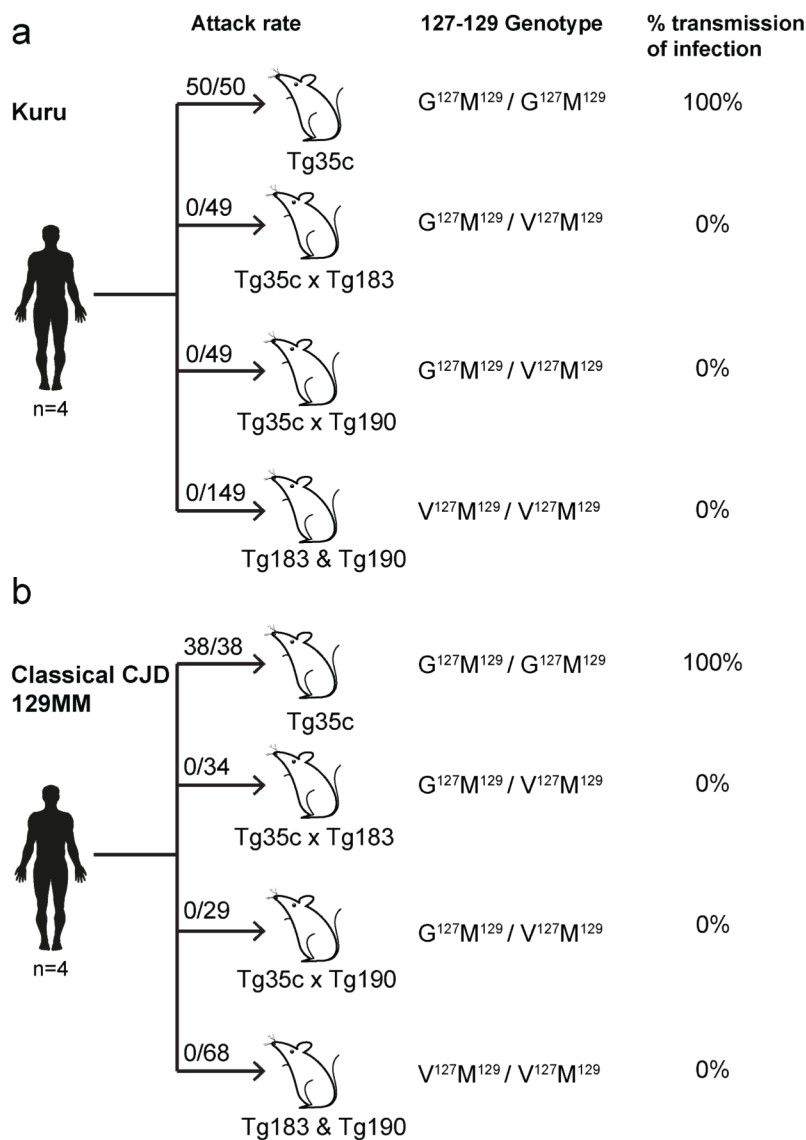 a
Attack rate 127-129 Genotype % transmission
of infection
Kuru
50/50
G¹²⁷M¹²⁹ / G¹²⁷M¹²⁹ 100%
Tg35c
0/49
G¹²⁷M¹²⁹ / V¹²⁷M¹²⁹ 0%
Tg35c x Tg183
0/49
G¹²⁷M¹²⁹ / V¹²⁷M¹²⁹ 0%
n=4
Tg35c x Tg190
0/149
V¹²⁷M¹²⁹ / V¹²⁷M¹²⁹ 0%
Tg183 & Tg190
b
Classical CJD
129MM
38/38
G¹²⁷M¹²⁹ / G¹²⁷M¹²⁹ 100%
Tg35c
0/34
G¹²⁷M¹²⁹ / V¹²⁷M¹²⁹ 0%
Tg35c x Tg183
0/29
G¹²⁷M¹²⁹ / V¹²⁷M¹²⁹ 0%
n=4
Tg35c x Tg190
0/68
V¹²⁷M¹²⁹ / V¹²⁷M¹²⁹ 0%
Tg183 & Tg190